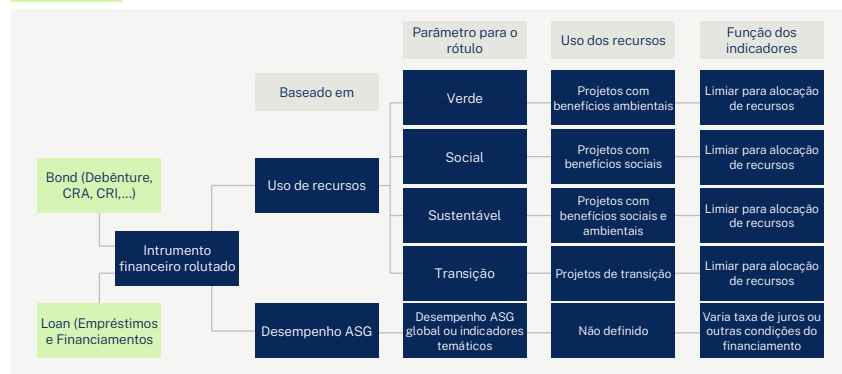 Parâmetro para o
rótulo
Uso dos recursos
Função dos
indicadores
Baseado em
Verde
Projetos com
benefícios ambientais
Limiar para alocação
de recursos
Social
Projetos com
benefícios sociais
Limiar para alocação
de recursos
Bond (Debênture,
CRA, CRI,...)
Uso de recursos
Sustentável
Projetos com
benefícios sociais e
ambientais
Limiar para alocação
de recursos
Intrumento
financeiro rolutado
Transição
Projetos de transição
Limiar para alocação
de recursos
Loan (Empréstimos
e Financiamentos
Desempenho ASG
Desempenho ASG
global ou indicadores
temáticos
Não definido
Varia taxa de juros ou
outras condições do
financiamento